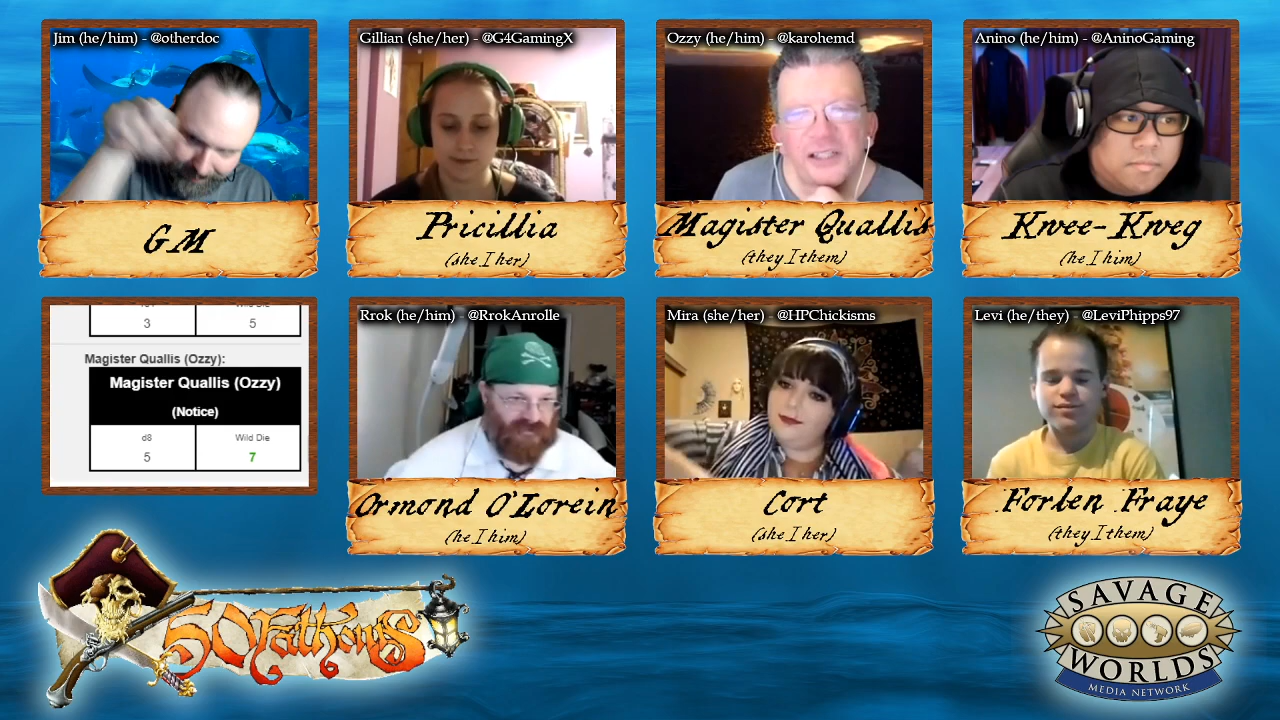 Jim (he/him) - @otherdoc
GM
Gillian (she/her) - @G4GamingX
Pricillia
(she/her)
Ozzy (he/him) - @karohemd
Magister Quallis
(they/them)
Anino (he/him) - @AninoGaming
Kwee-Kweg
(he/him)
3
5
Magister Quallis (Ozzy):
Magister Quallis (Ozzy)
(Notice)
d8
Wild Die
5
7
Rrok (he/him) - @RrokAnrolle
Ormond O'Lorein
(he/him)
Mira (she/her) - @HPChickisms
Cort
(she/her)
Levi (he/they) - @LeviPhipps97
Forlen Fraye
(they/them)
50 Fathoms
SAVAGE
WORLDS
MEDIA NETWORK